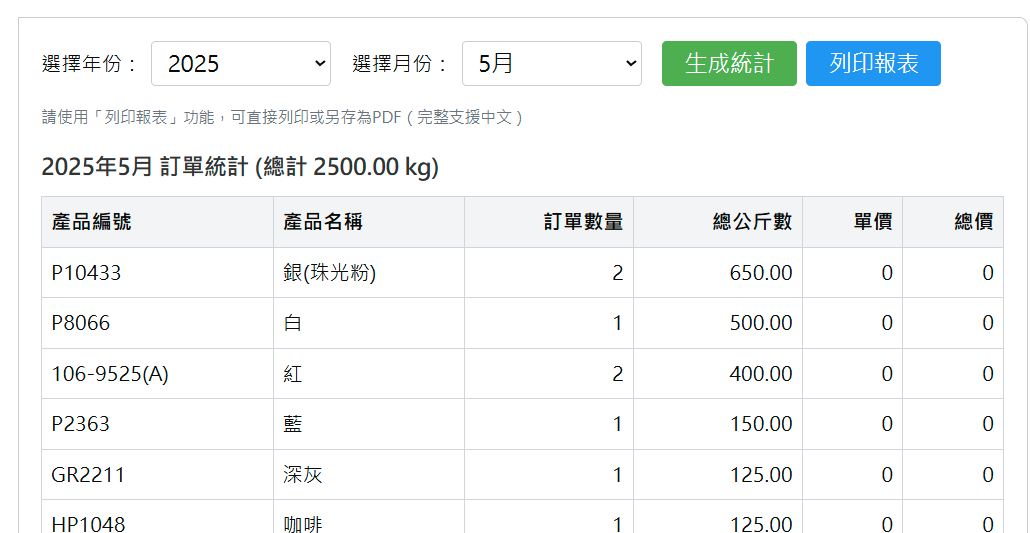 選擇年份： 2025 選擇月份： 5月 生成統計 列印報表
請使用「列印報表」功能，可直接列印或另存為PDF（完整支援中文）
2025年5月 訂單統計 (總計 2500.00 kg)
產品編號 產品名稱 訂單數量 總公斤數 單價 總價
P10433 銀(珠光粉) 2 650.00 0 0
P8066 白 1 500.00 0 0
106-9525(A) 紅 2 400.00 0 0
P2363 藍 1 150.00 0 0
GR2211 深灰 1 125.00 0 0
HP1048 咖啡 1 125.00 0 0